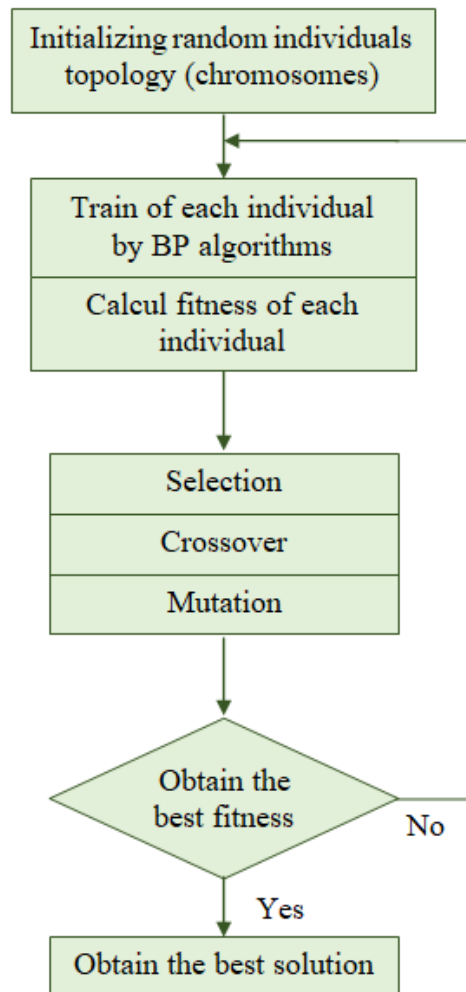 Initializing random individuals
topology (chromosomes)
Train of each individual
by BP algorithms
Calcul fitness of each
individual
Selection
Crossover
Mutation
Obtain the
best fitness
No
Yes
Obtain the best solution